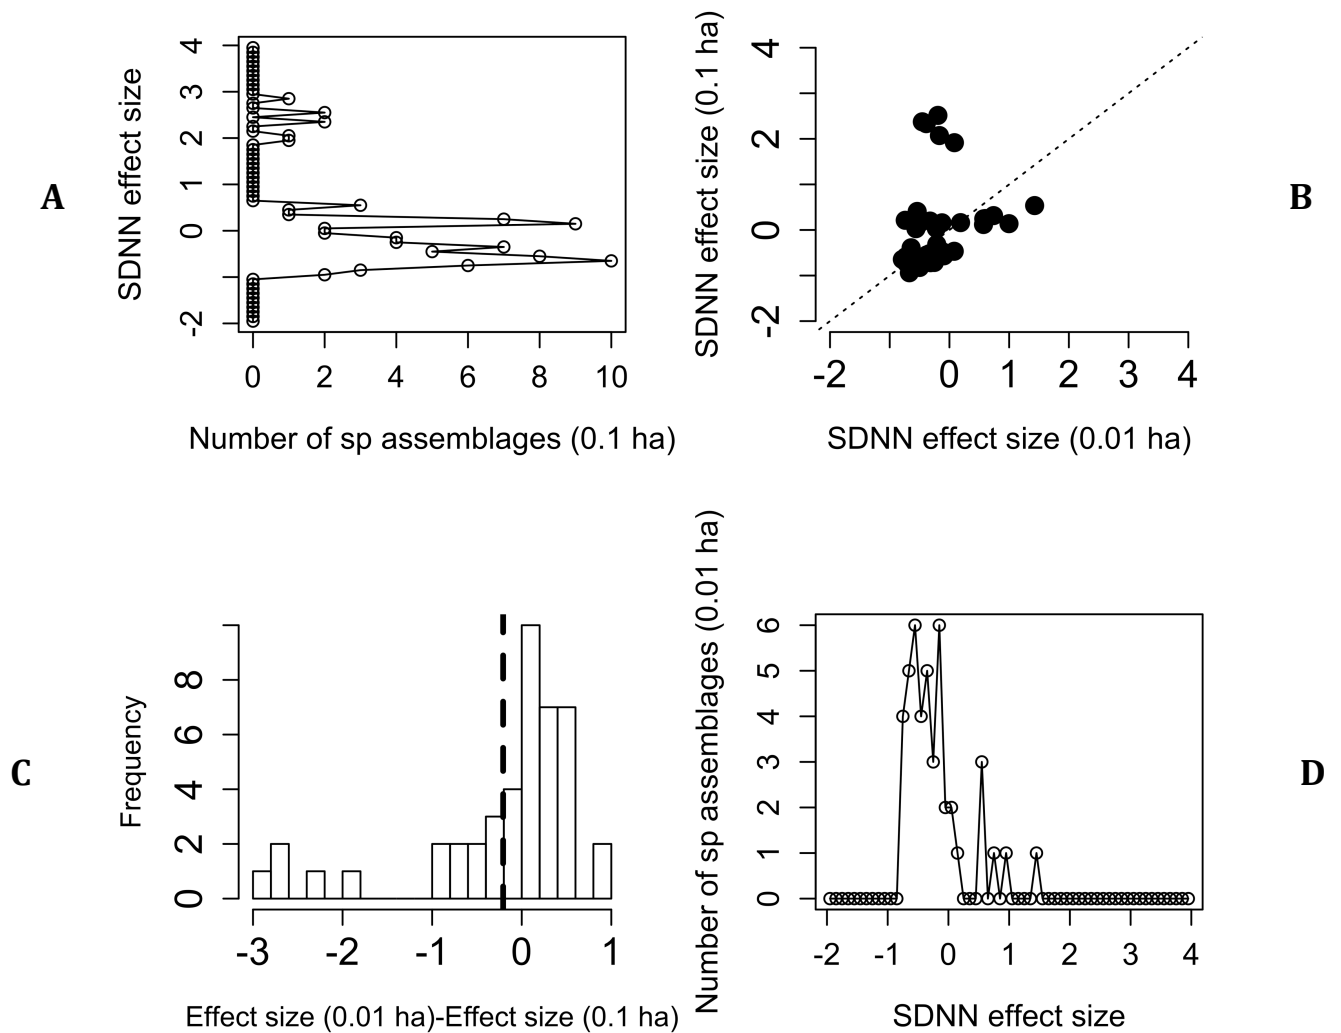 A
SDNN effect size
4
3
2
1
0
-2
0 2 4 6 8 10
Number of sp assemblages (0.1 ha)
B
SDNN effect size (0.1 ha)
4
2
0
-2
-2 0 1 2 3 4
SDNN effect size (0.01 ha)
C
Frequency
8
6
4
2
0
-3 -2 -1 0 1
Effect size (0.01 ha)-Effect size (0.1 ha)
D
Number of sp assemblages (0.01 ha)
6
5
4
3
2
1
0
-2 -1 0 1 2 3 4
SDNN effect size